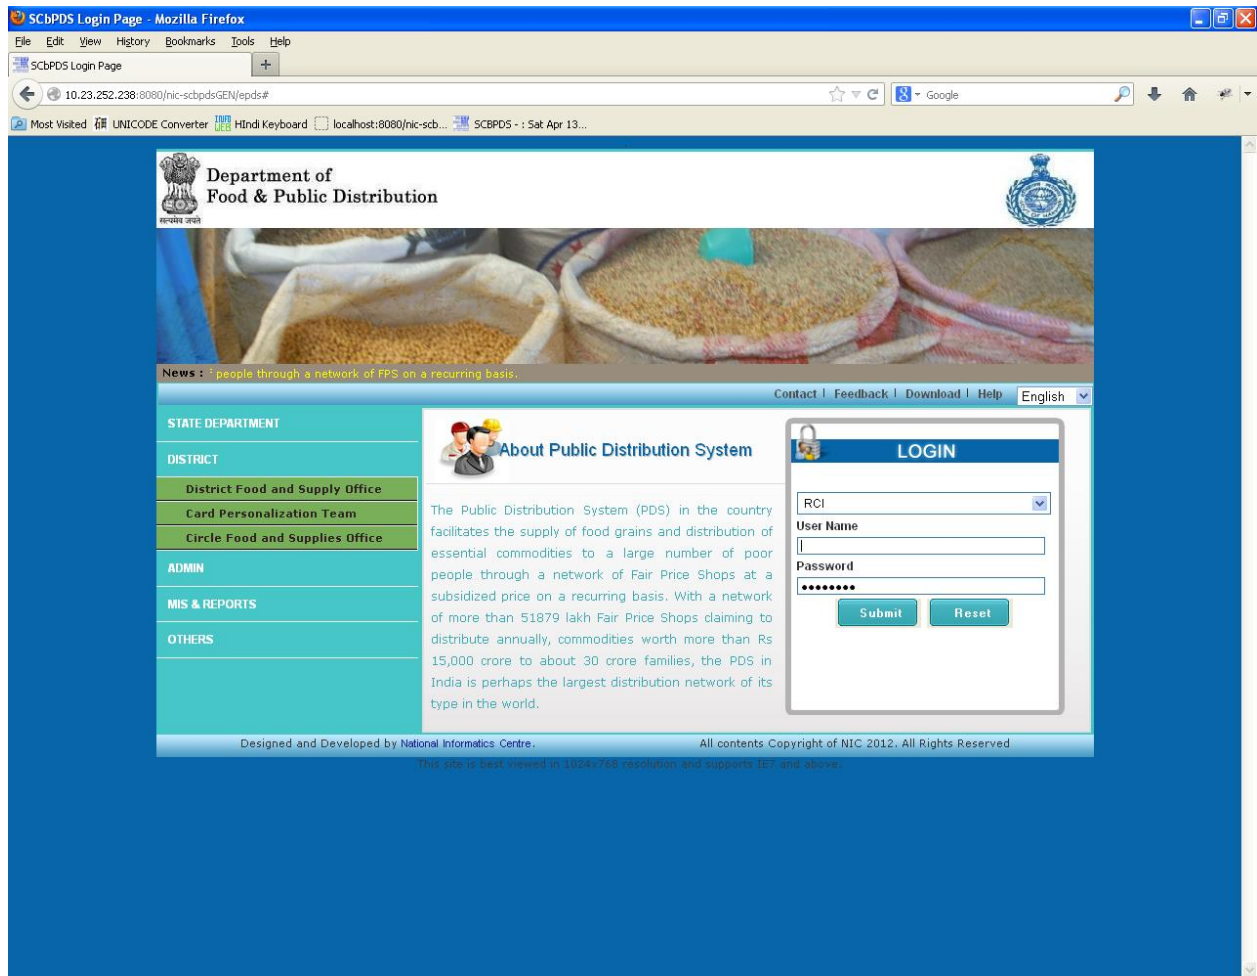 SCbPDS Login Page - Mozilla Firefox
File Edit View History Bookmarks Tools Help
SCbPDS Login Page
10.23.252.238:8080/nic-scbpdsGEN/epds#
Google
Most Visited UNICODE Converter HIndi Keyboard localhost:8080/nic-scb... SCBPDS - : Sat Apr 13...
Department of
Food & Public Distribution
सत्यमेव जयते
News : people through a network of FPS on a recurring basis.
Contact | Feedback | Download | Help English
STATE DEPARTMENT
DISTRICT
District Food and Supply Office
Card Personalization Team
Circle Food and Supplies Office
ADMIN
MIS & REPORTS
OTHERS
About Public Distribution System
The Public Distribution System (PDS) in the country
facilitates the supply of food grains and distribution of
essential commodities to a large number of poor
people through a network of Fair Price Shops at a
subsidized price on a recurring basis. With a network
of more than 51879 lakh Fair Price Shops claiming to
distribute annually, commodities worth more than Rs
15,000 crore to about 30 crore families, the PDS in
India is perhaps the largest distribution network of its
type in the world.
LOGIN
RCI
User Name
Password
Submit Reset
Designed and Developed by National Informatics Centre. All contents Copyright of NIC 2012. All Rights Reserved
This site is best viewed in 1024x768 resolution and supports IE7 and above.